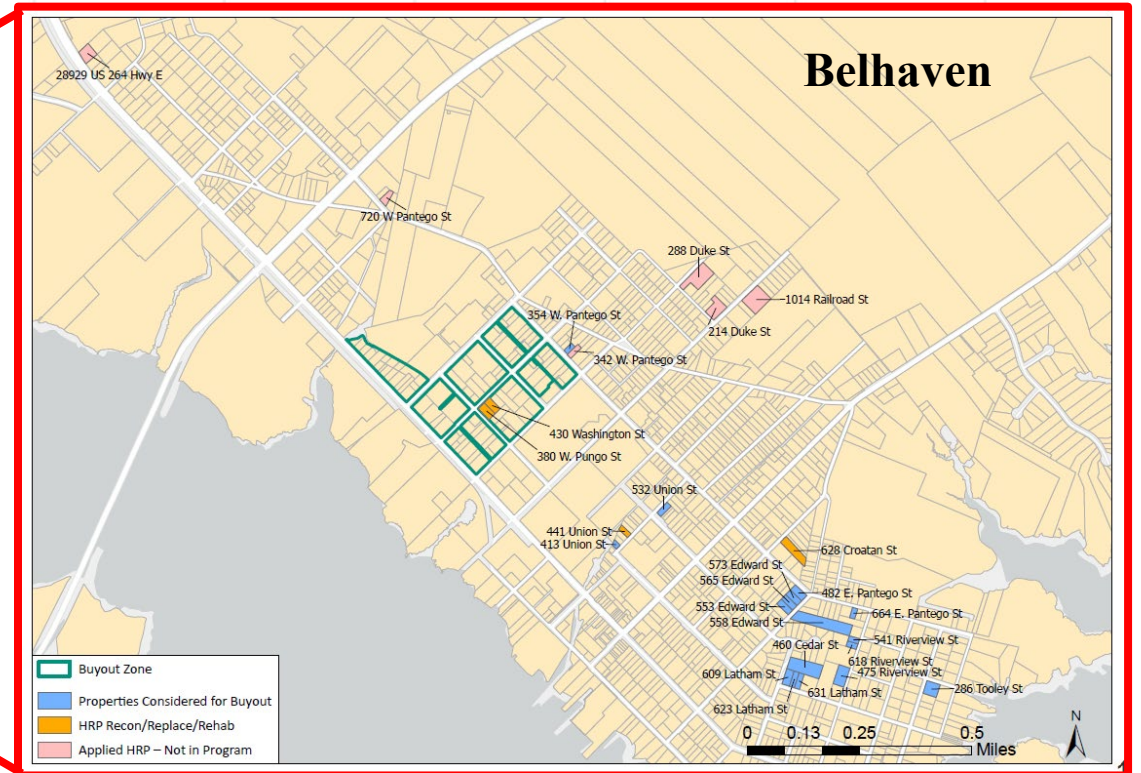 Belhaven
28929 US 264 Hwy E
720 W Pantego St
288 Duke St
1014 Railroad St
214 Duke St
354 W. Pantego St
342 W. Pantego St
430 Washington St
380 W. Pungo St
532 Union St
441 Union St
413 Union St
628 Croatan St
573 Edward St
565 Edward St
482 E. Pantego St
553 Edward St
664 E. Pantego St
558 Edward St
541 Riverview St
460 Cedar St
618 Riverview St
609 Latham St
475 Riverview St
286 Tooley St
631 Latham St
623 Latham St
Buyout Zone
Properties Considered for Buyout
HRP Recon/Replace/Rehab
Applied HRP – Not in Program
0 0.13 0.25 0.5
Miles
N